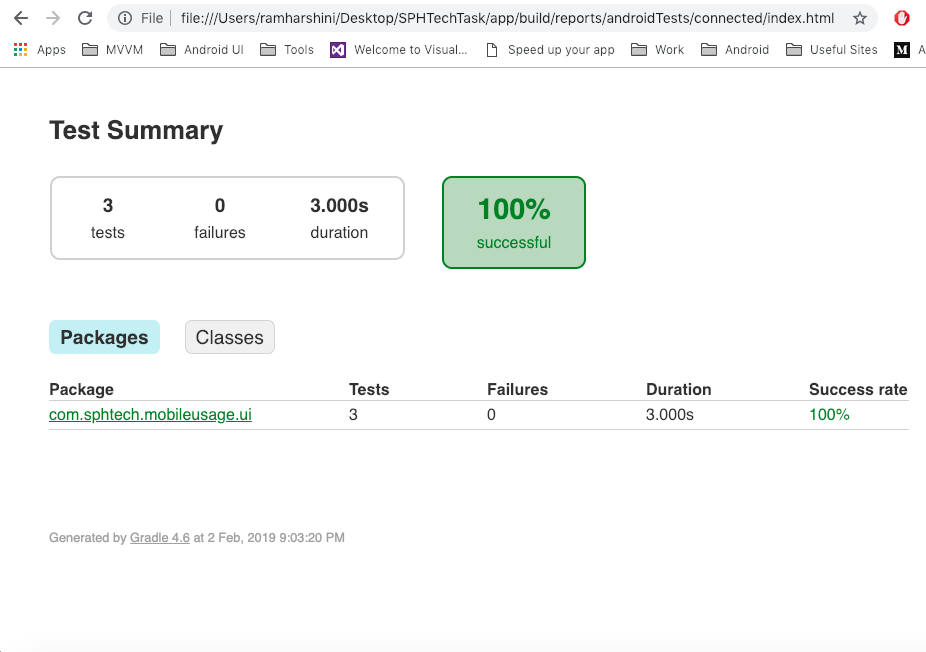 File file:///Users/ramharshini/Desktop/SPHTechTask/app/build/reports/androidTests/connected/index.html
Apps MVVM Android UI Tools Welcome to Visual... Speed up your app Work Android Useful Sites M A
Test Summary
3 0 3.000s 100%
tests failures duration successful
Packages Classes
Package Tests Failures Duration Success rate
com.sphtech.mobileusage.ui 3 0 3.000s 100%
Generated by Gradle 4.6 at 2 Feb, 2019 9:03:20 PM